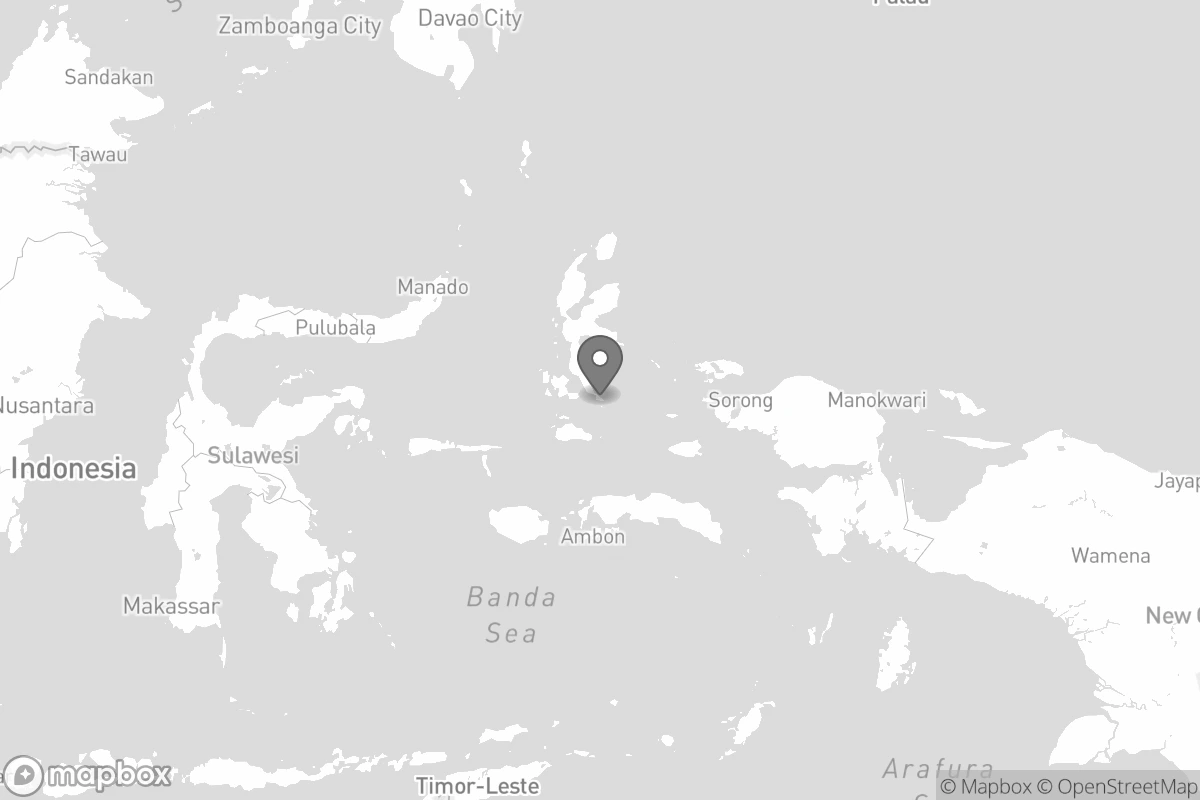 Zamboanga City
Davao City
Sandakan
Tawau
Manado
Pulubala
Nusantara
Sorong
Manokwari
Sulawesi
Indonesia
Jayap
Ambon
Wamena
Banda
Sea
Makassar
New
Timor-Leste
Arafura
mapbox
© Mapbox © OpenStreetMap